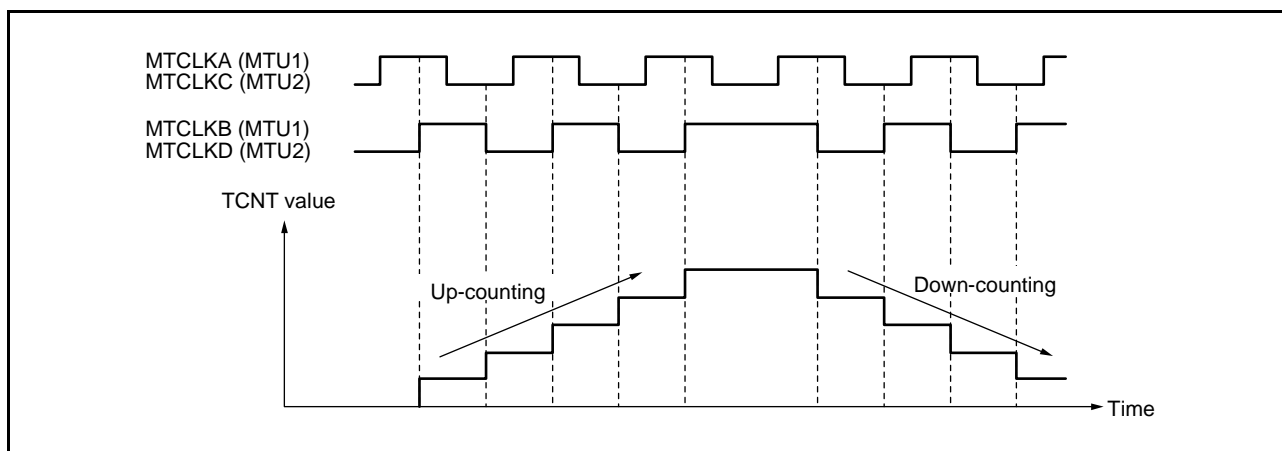 MTCLKA (MTU1)
MTCLKC (MTU2)
MTCLKB (MTU1)
MTCLKD (MTU2)
TCNT value
Up-counting
Down-counting
Time